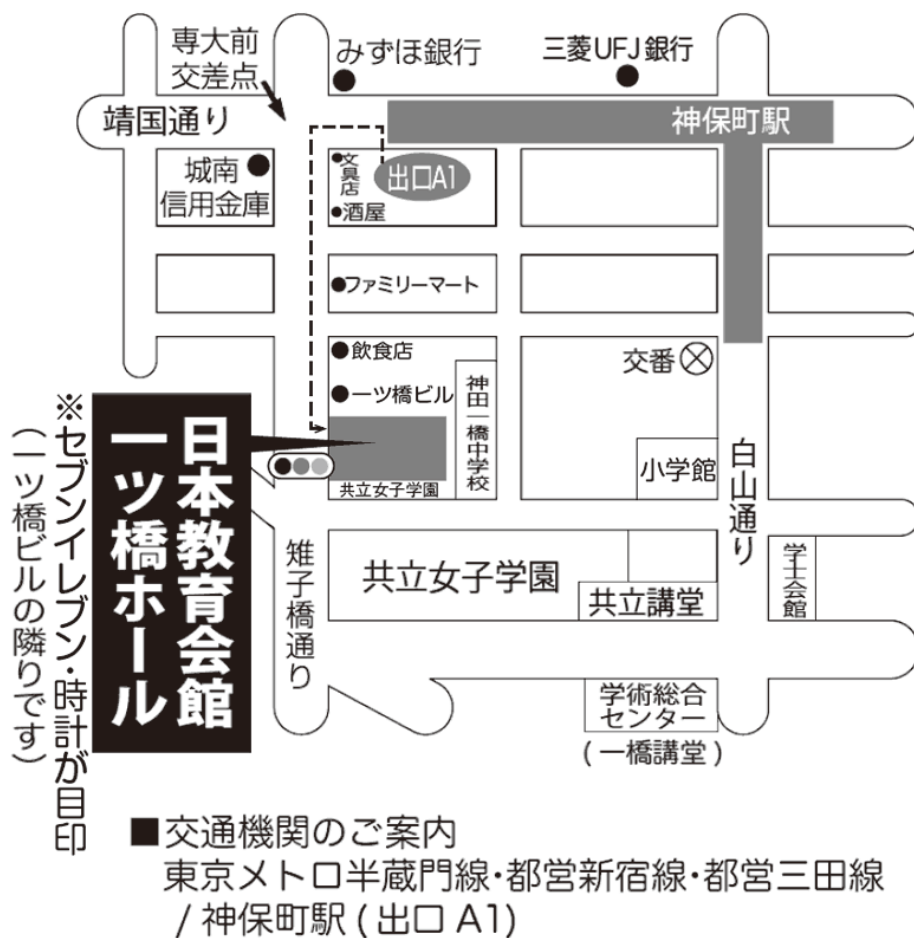 専大前
交差点
みずほ銀行
三菱UFJ銀行
靖国通り
神保町駅
城南
信用金庫
文具店
出口A1
酒屋
ファミリーマート
飲食店
一ツ橋ビル
神田一橋中学校
交番
小学館
白山通り
共立女子学園
日本教育会館
一ツ橋ホール
※セブンイレブン・時計が目印
(一ツ橋ビルの隣りです)
雉子橋通り
共立女子学園
共立講堂
学士会館
学術総合
センター
(一橋講堂)
■交通機関のご案内
東京メトロ半蔵門線・都営新宿線・都営三田線
/ 神保町駅 (出口 A1)